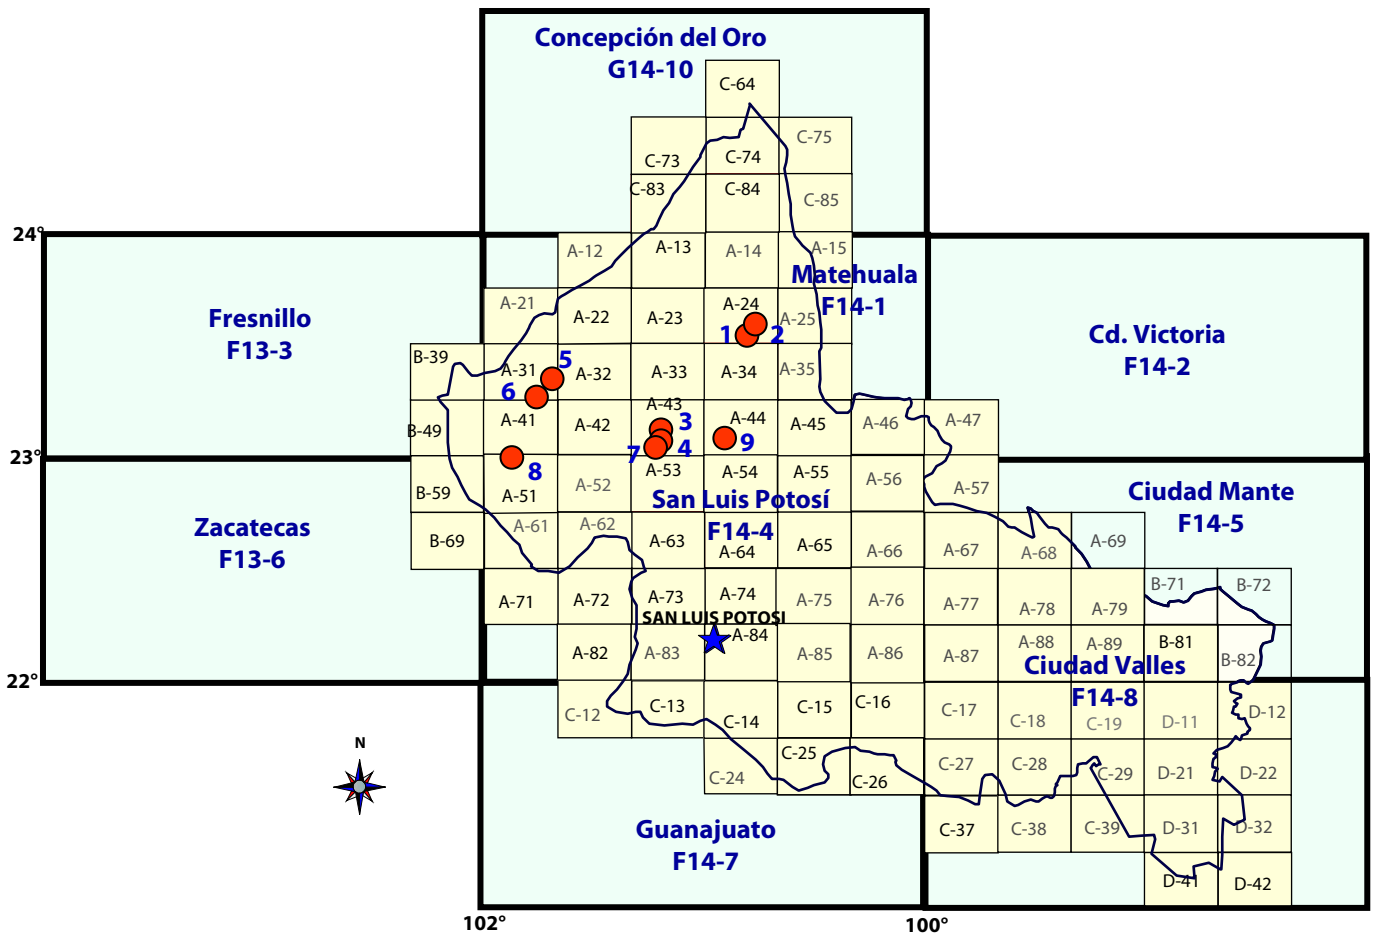 Concepción del Oro
G14-10
C-64
C-75
C-73
C-74
C-83
C-84
C-85
24°
A-12
A-13
A-14
A-15
Matehuala
F14-1
A-21
A-22
A-23
A-24
A-25
1
2
Fresnillo
F13-3
Cd. Victoria
F14-2
B-39
A-31
5
6
A-32
A-33
A-34
A-35
B-49
A-41
A-42
A-43
3
4
7
A-44
9
A-45
A-46
A-47
23°
8
B-59
A-51
A-52
A-53
A-54
A-55
A-56
A-57
San Luis Potosí
F14-4
Ciudad Mante
F14-5
Zacatecas
F13-6
B-69
A-61
A-62
A-63
A-64
A-65
A-66
A-67
A-68
A-69
A-71
A-72
A-73
A-74
A-75
A-76
A-77
A-78
A-79
B-71
B-72
SAN LUIS POTOSI
A-82
A-83
A-84
A-85
A-86
A-87
A-88
A-89
B-81
B-82
Ciudad Valles
F14-8
22°
C-12
C-13
C-14
C-15
C-16
C-17
C-18
C-19
D-11
D-12
N
C-24
C-25
C-26
C-27
C-28
C-29
D-21
D-22
Guanajuato
F14-7
C-37
C-38
C-39
D-31
D-32
D-41
D-42
102°
100°